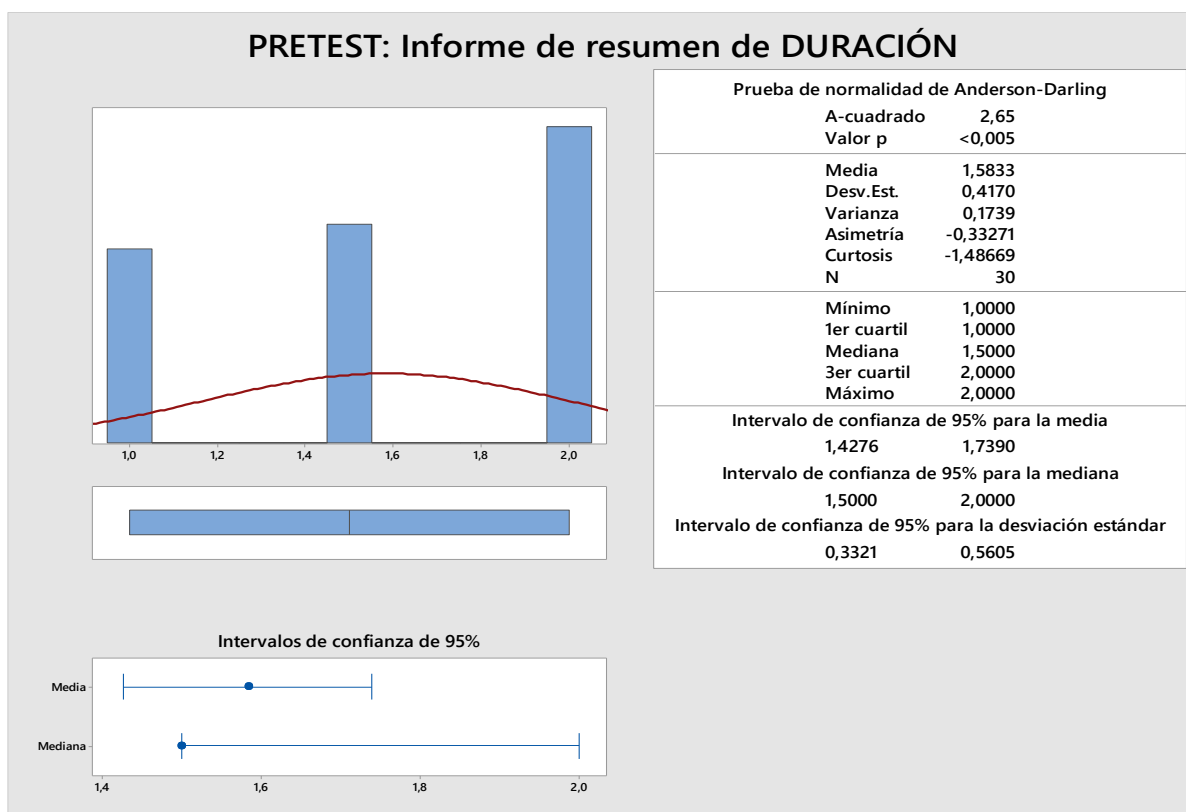 PRETEST: Informe de resumen de DURACIÓN
1,0 1,2 1,4 1,6 1,8 2,0
Intervalos de confianza de 95%
Media
Mediana
1,4 1,6 1,8 2,0
Prueba de normalidad de Anderson-Darling
A-cuadrado 2,65
Valor p <0,005
Media 1,5833
Desv.Est. 0,4170
Varianza 0,1739
Asimetría -0,33271
Curtosis -1,48669
N 30
Mínimo 1,0000
1er cuartil 1,0000
Mediana 1,5000
3er cuartil 2,0000
Máximo 2,0000
Intervalo de confianza de 95% para la media
1,4276 1,7390
Intervalo de confianza de 95% para la mediana
1,5000 2,0000
Intervalo de confianza de 95% para la desviación estándar
0,3321 0,5605